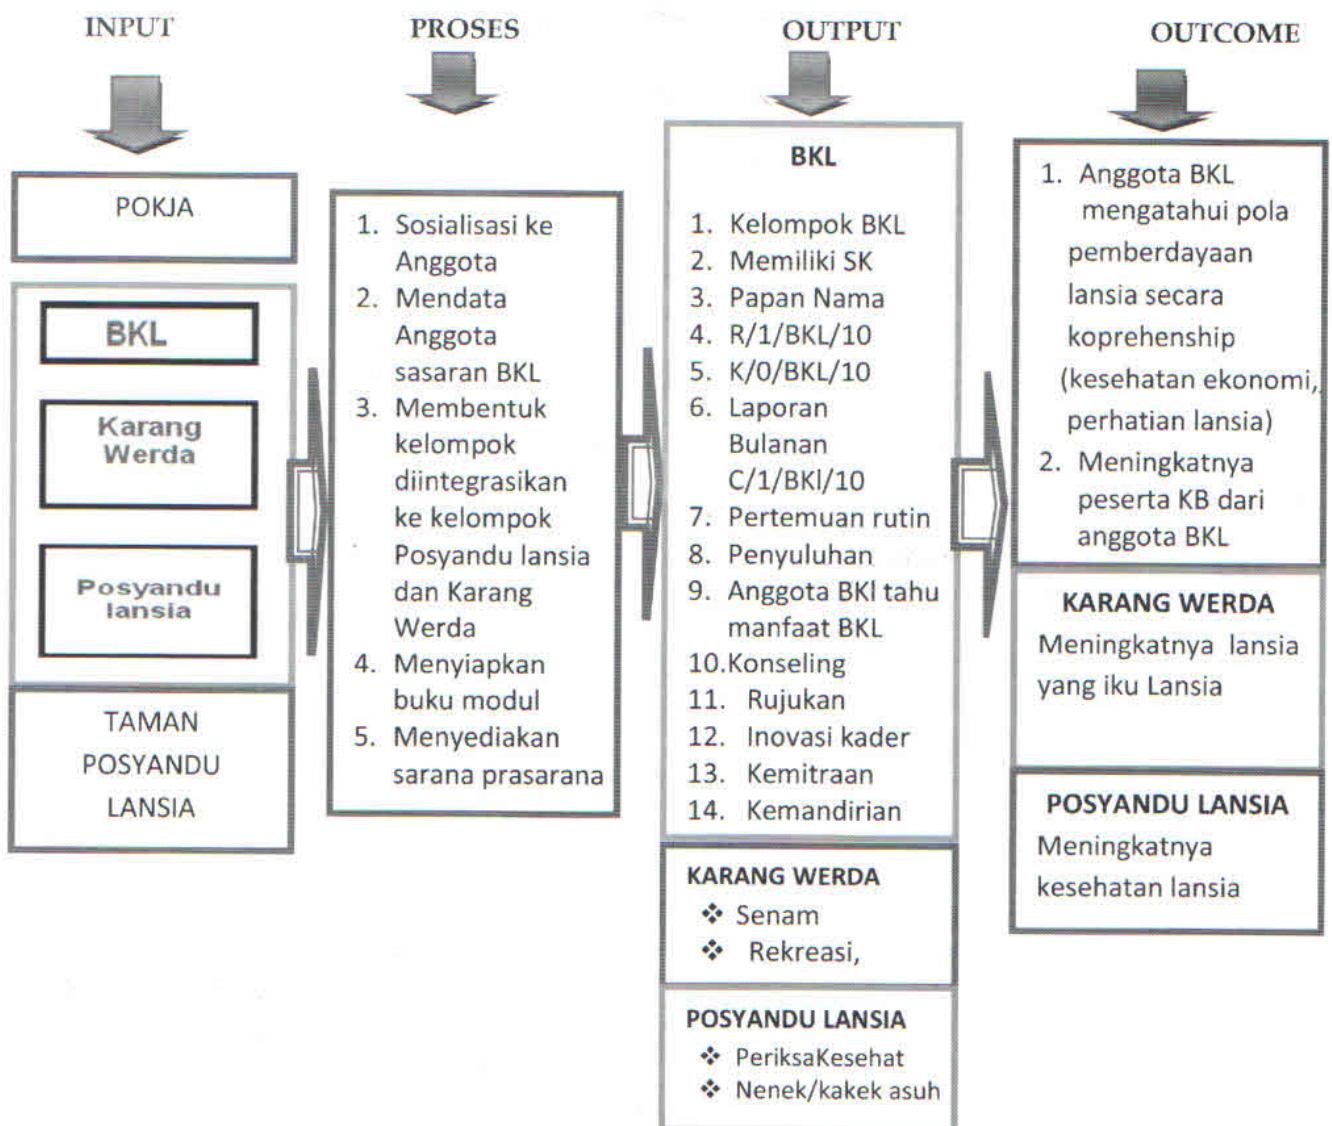 INPUT
POKJA
BKL
Karang
Werda
Posyandu
lansia
TAMAN
POSYANDU
LANSIA
PROSES
1. Sosialisasi ke
Anggota
2. Mendata
Anggota
sasaran BKL
3. Membentuk
kelompok
diintegrasikan
ke kelompok
Posyandu lansia
dan Karang
Werda
4. Menyiapkan
buku modul
5. Menyediakan
sarana prasarana
OUTPUT
BKL
1. Kelompok BKL
2. Memiliki SK
3. Papan Nama
4. R/1/BKL/10
5. K/0/BKL/10
6. Laporan
Bulanan
C/1/BKl/10
7. Pertemuan rutin
8. Penyuluhan
9. Anggota BKl tahu
manfaat BKL
10.Konseling
11. Rujukan
12. Inovasi kader
13. Kemitraan
14. Kemandirian
KARANG WERDA
❖ Senam
❖ Rekreasi,
POSYANDU LANSIA
❖ PeriksaKesehat
❖ Nenek/kakek asuh
OUTCOME
1. Anggota BKL
mengatahui pola
pemberdayaan
lansia secara
koprehenship
(kesehatan ekonomi,
perhatian lansia)
2. Meningkatnya
peserta KB dari
anggota BKL
KARANG WERDA
Meningkatnya lansia
yang iku Lansia
POSYANDU LANSIA
Meningkatnya
kesehatan lansia